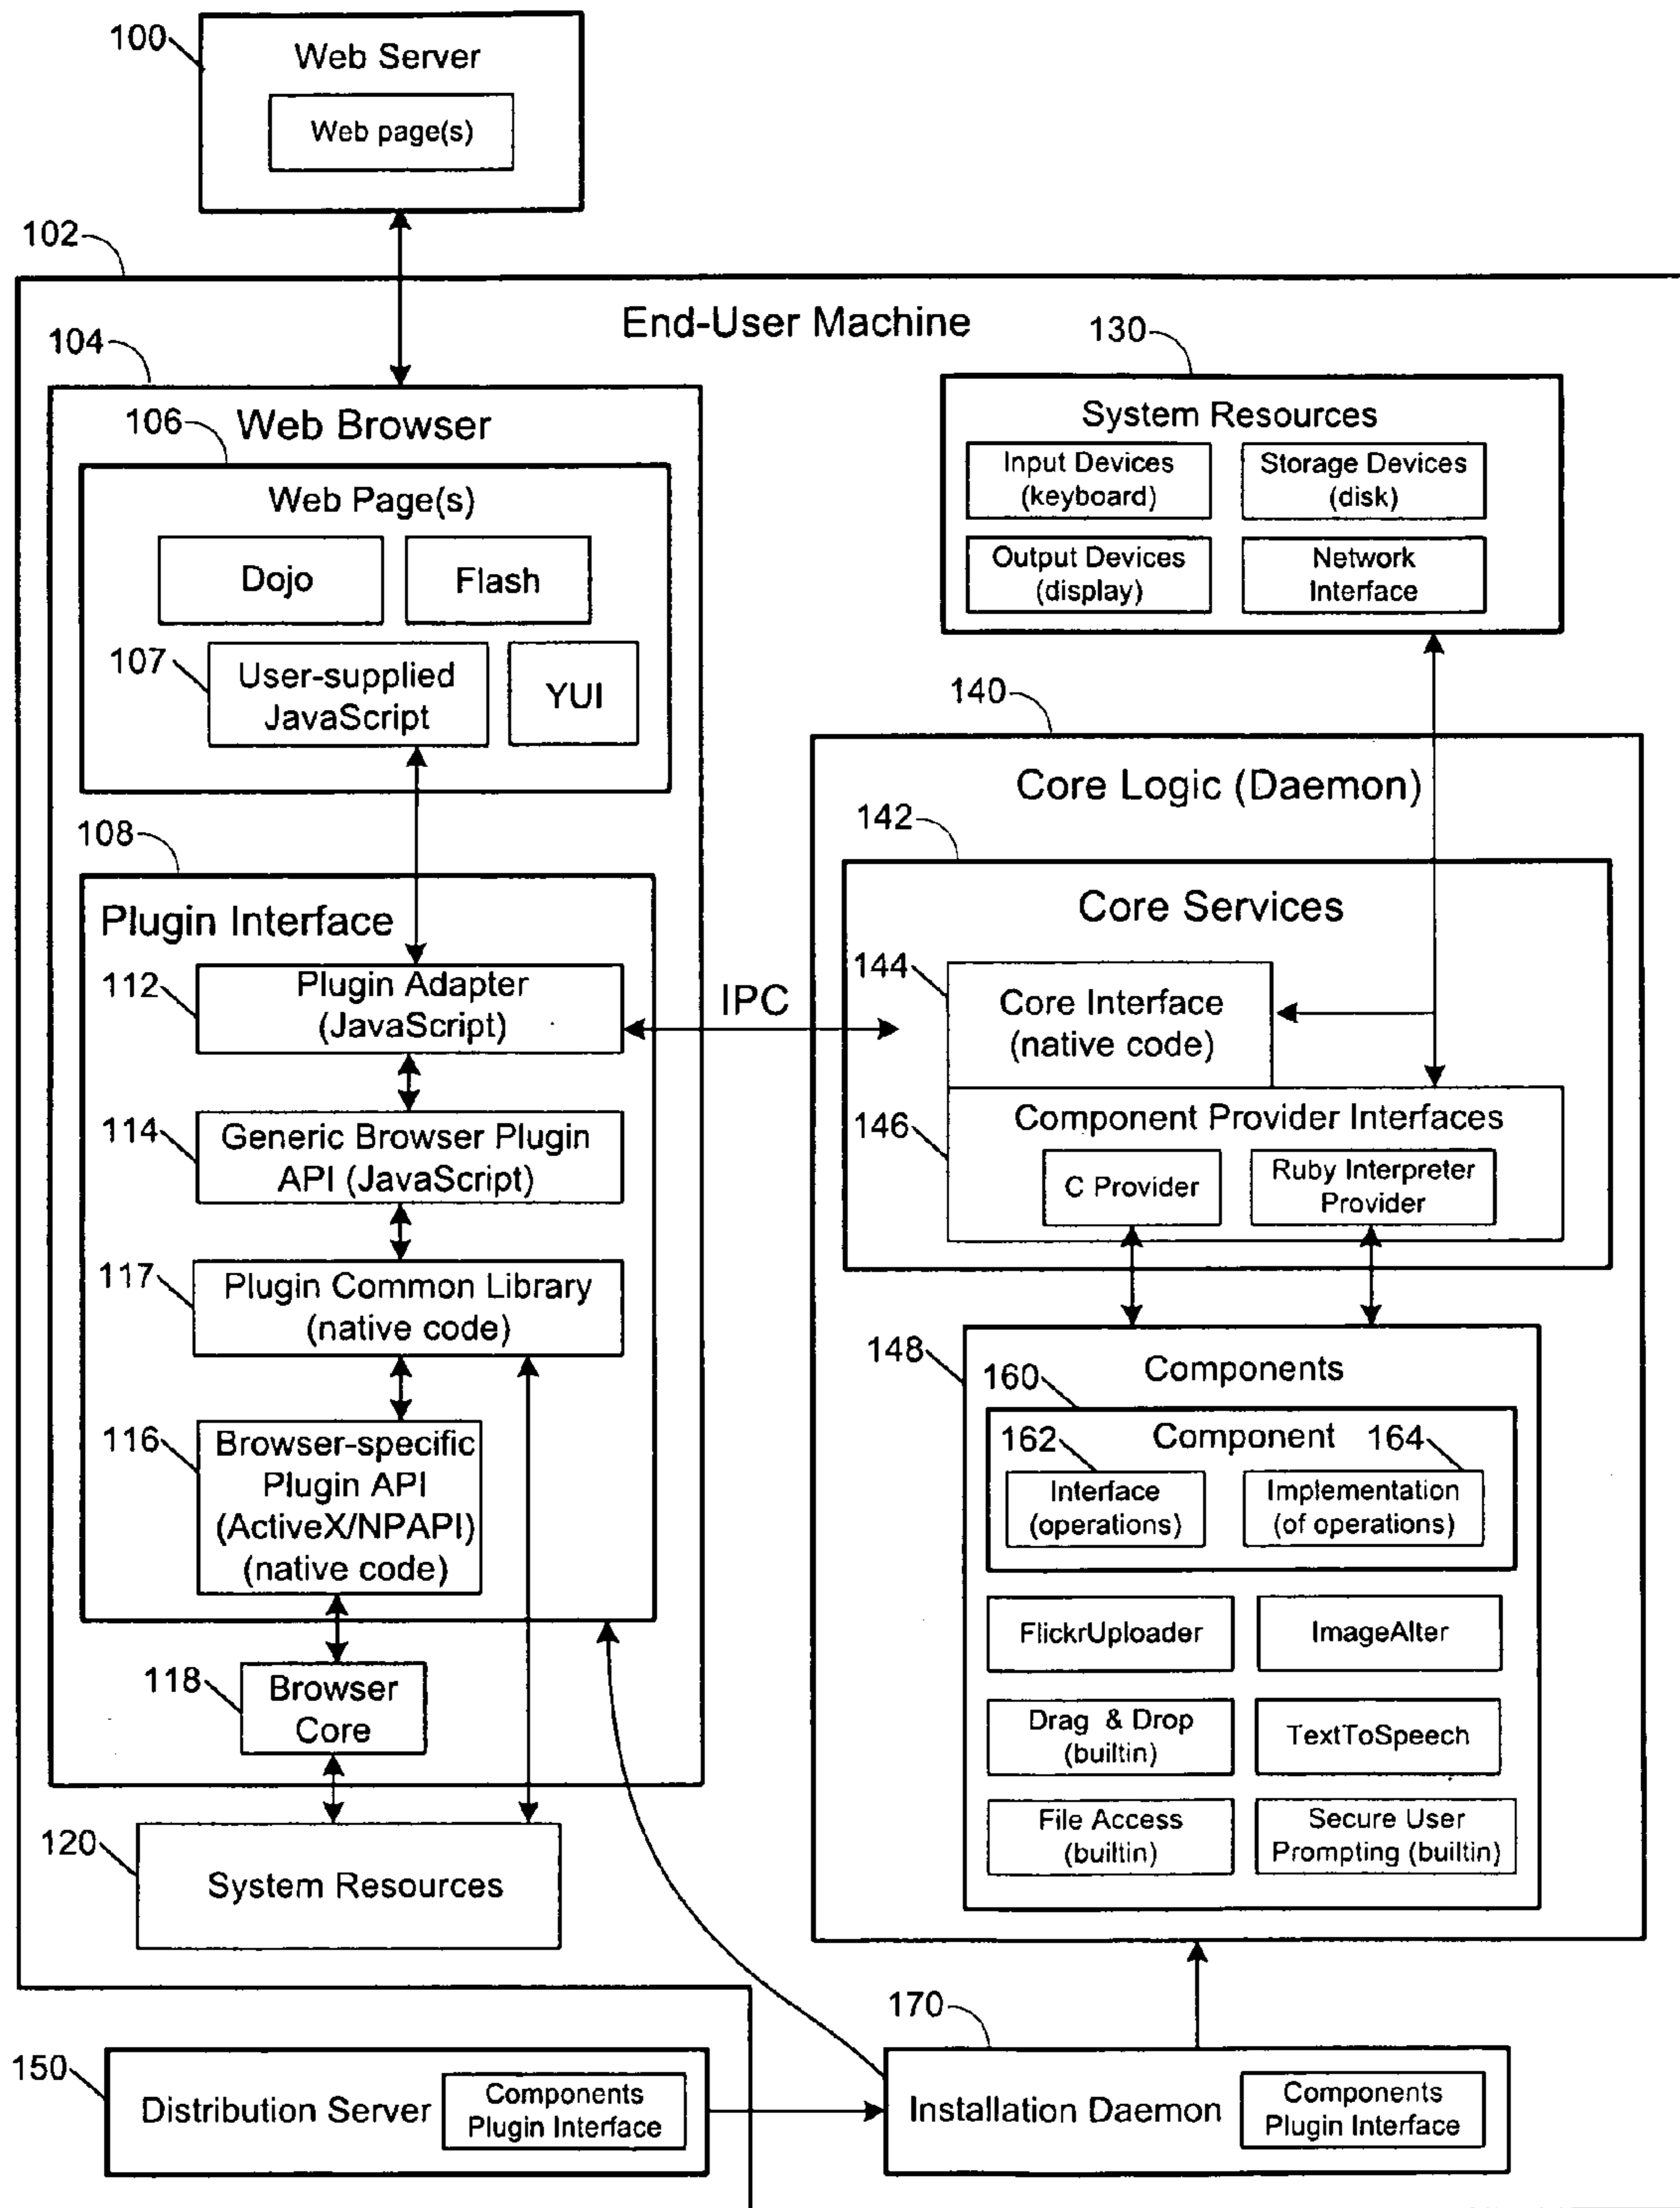 100
Web Server
Web page(s)
102
End-User Machine
104
Web Browser
106
Web Page(s)
Dojo
Flash
107
User-supplied
JavaScript
YUI
108
Plugin Interface
112
Plugin Adapter
(JavaScript)
IPC
114
Generic Browser Plugin
API (JavaScript)
117
Plugin Common Library
(native code)
116
Browser-specific
Plugin API
(ActiveX/NPAPI)
(native code)
118
Browser
Core
120
System Resources
130
System Resources
Input Devices
(keyboard)
Storage Devices
(disk)
Output Devices
(display)
Network
Interface
140
Core Logic (Daemon)
142
Core Services
144
Core Interface
(native code)
146
Component Provider Interfaces
C Provider
Ruby Interpreter
Provider
148
Components
160
Component
162
Interface
(operations)
164
Implementation
(of operations)
FlickrUploader
ImageAlter
Drag & Drop
(builtin)
TextToSpeech
File Access
(builtin)
Secure User
Prompting (builtin)
150
Distribution Server
Components
Plugin Interface
170
Installation Daemon
Components
Plugin Interface